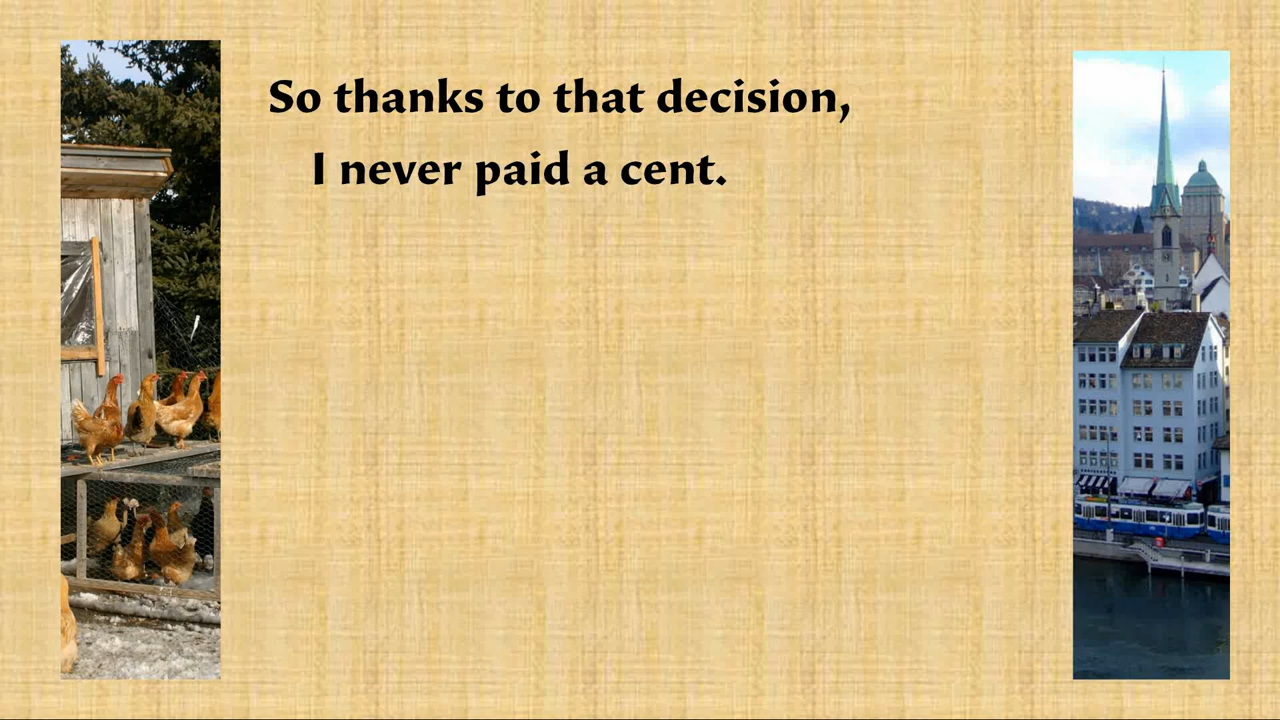 So thanks to that decision,
I never paid a cent.